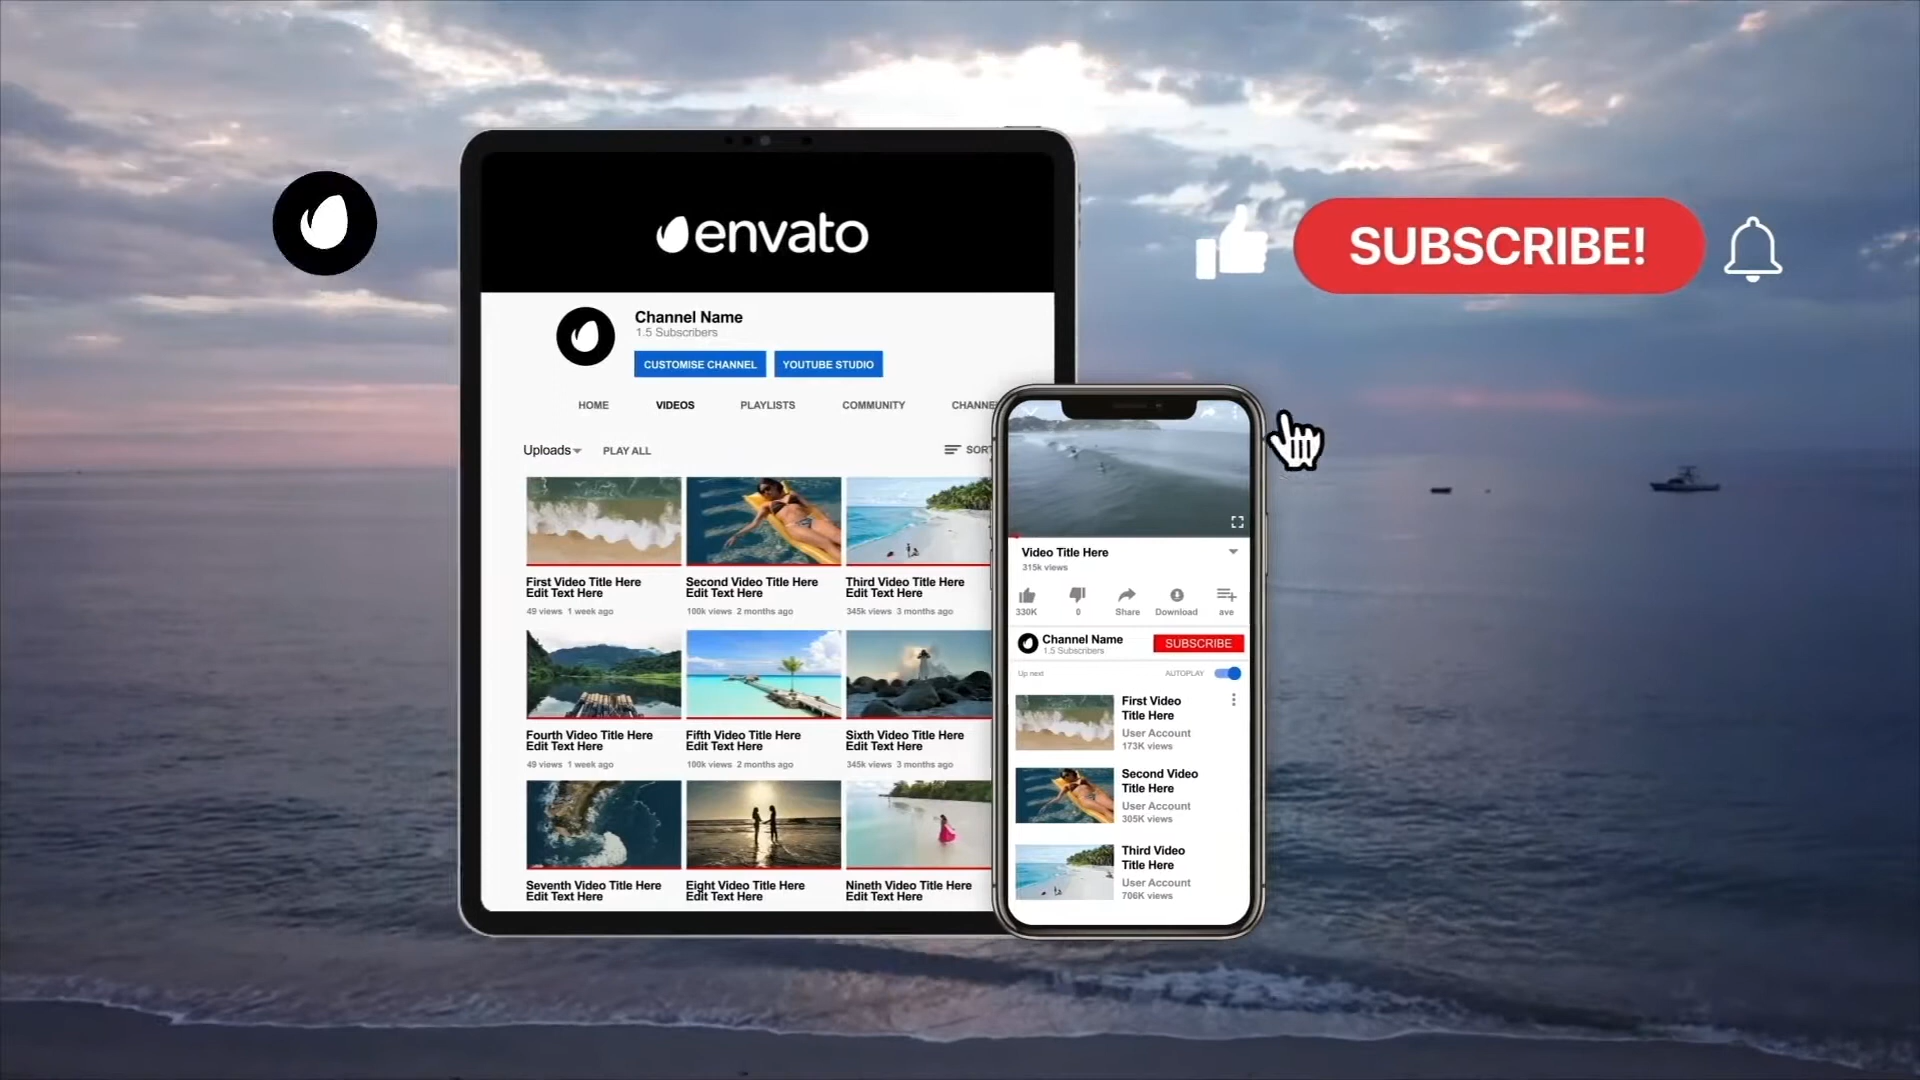 envato
SUBSCRIBE!
Channel Name
1.5 Subscribers
CUSTOMISE CHANNEL
YOUTUBE STUDIO
HOME
VIDEOS
PLAYLISTS
COMMUNITY
CHANNE
Uploads
PLAY ALL
SORT
First Video Title Here
Edit Text Here
49 views 1 week ago
Second Video Title Here
Edit Text Here
100k views 2 months ago
Third Video Title Here
Edit Text Here
345k views 3 months ago
Fourth Video Title Here
Edit Text Here
49 views 1 week ago
Fifth Video Title Here
Edit Text Here
100k views 2 months ago
Sixth Video Title Here
Edit Text Here
345k views 3 months ago
Seventh Video Title Here
Edit Text Here
Eight Video Title Here
Edit Text Here
Nineth Video Title Here
Edit Text Here
Video Title Here
315k views
330K
0
Share
Download
ave
Channel Name
1.5 Subscribers
SUBSCRIBE
Up next
AUTOPLAY
First Video
Title Here
User Account
173K views
Second Video
Title Here
User Account
305K views
Third Video
Title Here
User Account
706K views